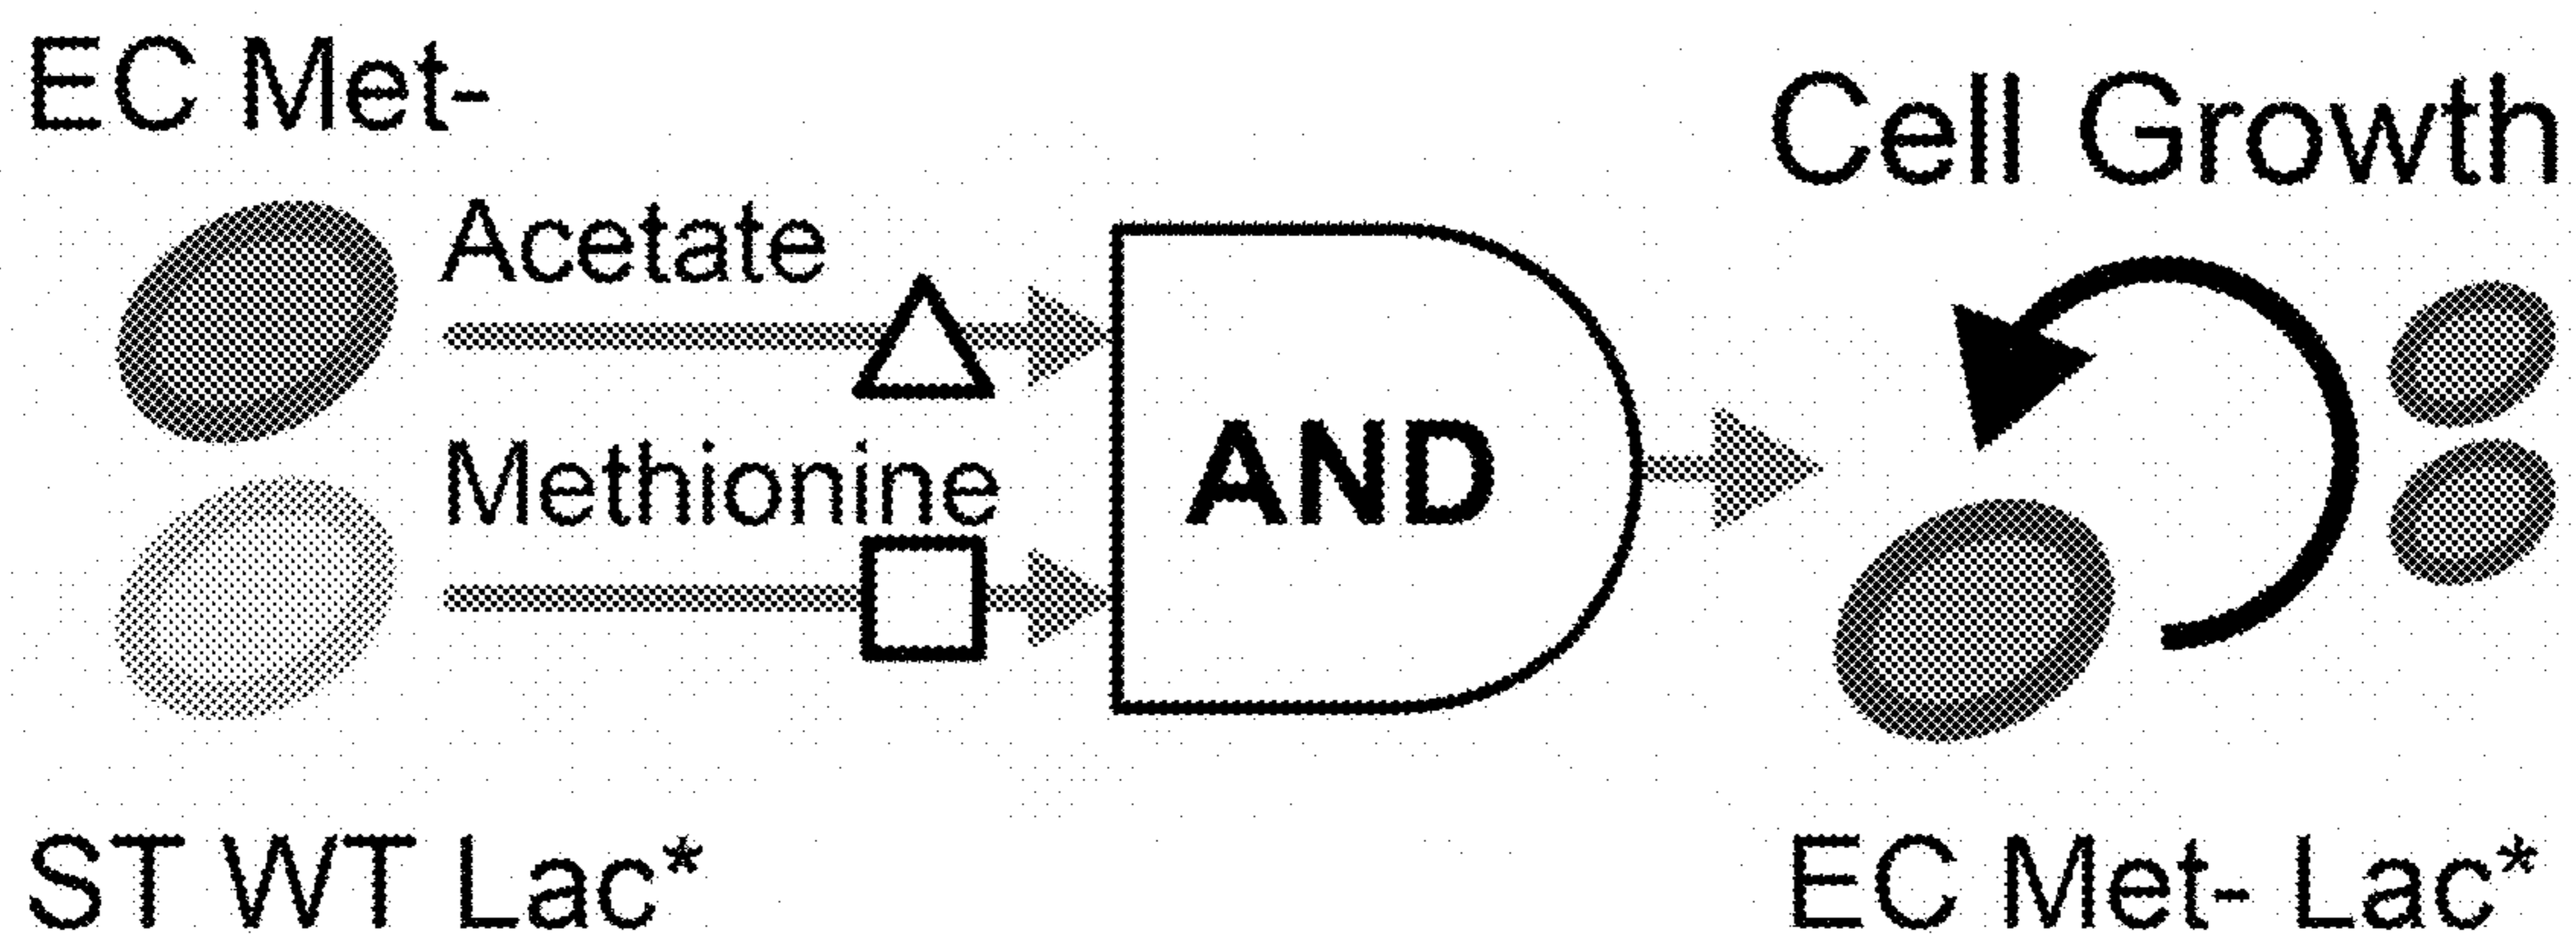 EC Met-
Cell Growth
Acetate
Methionine
AND
ST WT Lac*
EC Met- Lac*